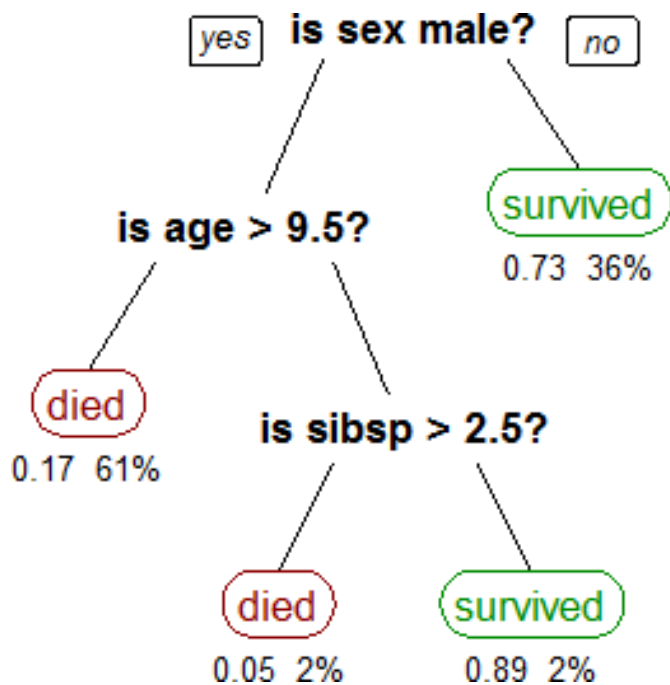 yes is sex male? no
survived
is age > 9.5?
0.73 36%
died
is sibsp > 2.5?
0.17 61%
died survived
0.05 2% 0.89 2%